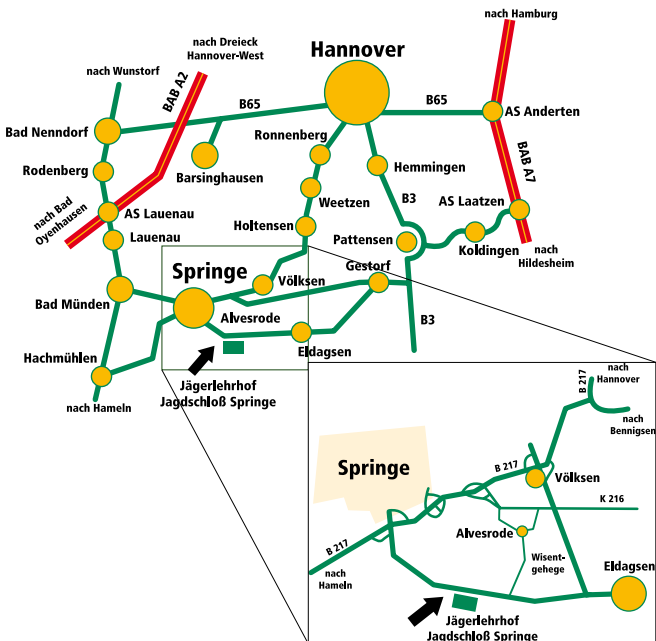 nach Hamburg
nach Dreieck
Hannover-West
Hannover
nach Wunstorf
BAB A2
B65
B65
AS Anderten
Bad Nenndorf
Ronnenberg
Hemmingen
BAB A7
Rodenberg
Barsinghausen
Weetzen
B3
AS Laatzen
nach Bad
Oyenhausen
AS Lauenau
Lauenau
Holtensen
Pattensen
Koldingen
nach
Hildesheim
Springe
Völksen
Gestorf
Bad Münden
Alvesrode
B3
Eldagsen
Hachmühlen
Jägerlehrhof
Jagdschloß Springe
nach Hameln
B 217
nach
Hannover
nach
Bennigsen
Springe
B 217
Völksen
K 216
Alvesrode
B 217
nach
Hameln
Wisent-
gehege
Eldagsen
Jägerlehrhof
Jagdschloß Springe